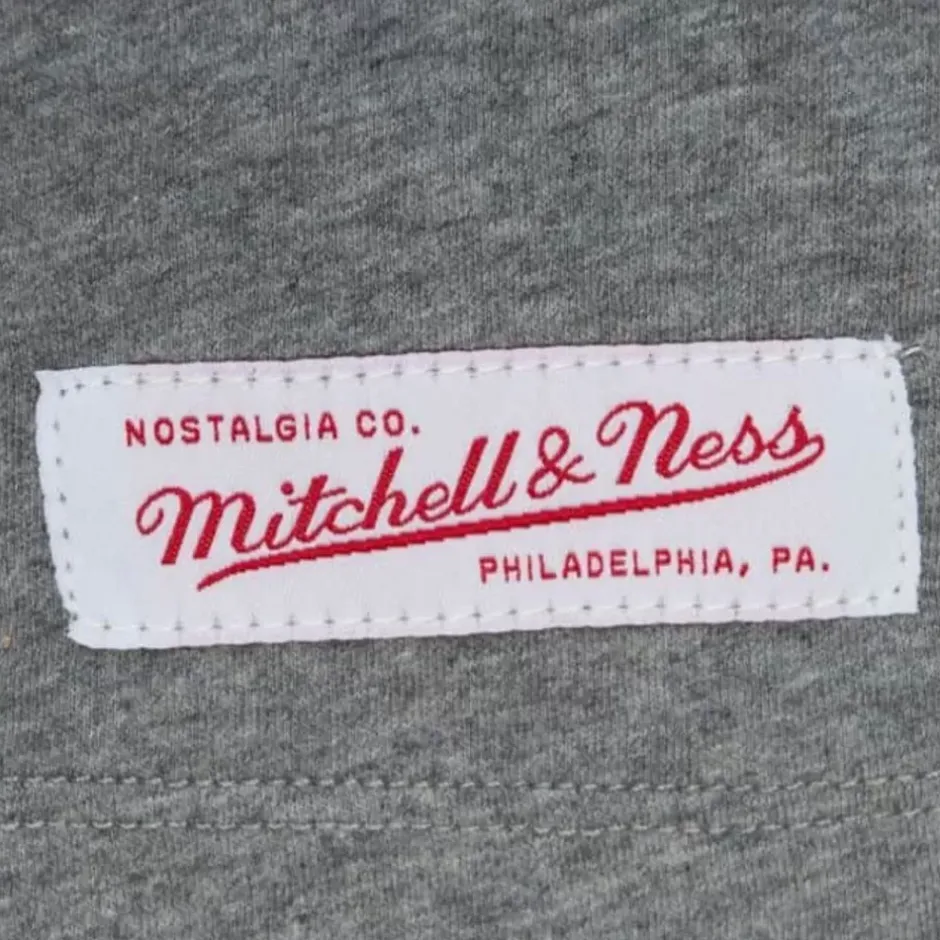 NOSTALGIA CO.
Mitchell & Ness
PHILADELPHIA, PA.